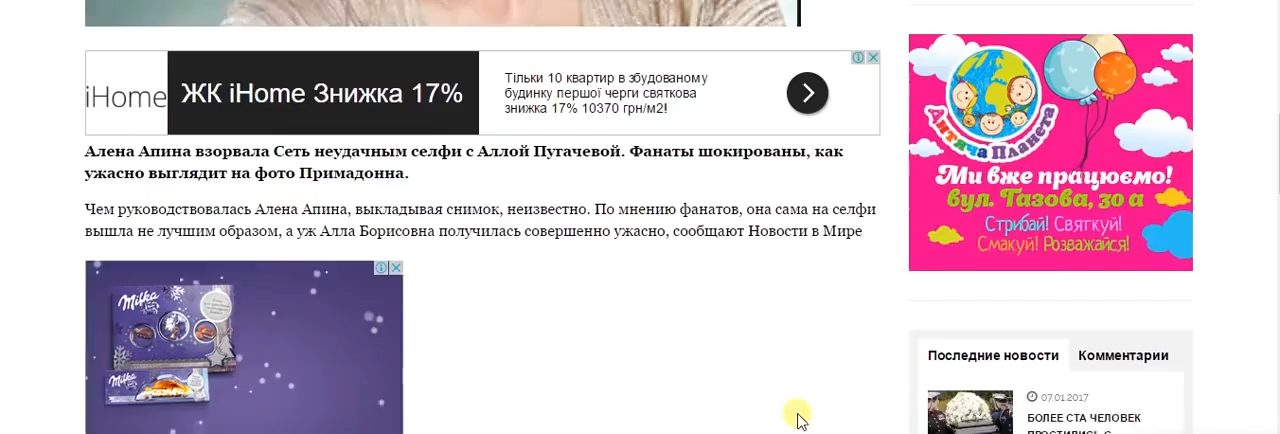 iHome
ЖК iHome Знижка 17%
Тільки 10 квартир в збудованому
будинку першої черги святкова
знижка 17% 10370 грн/м2!
Алена Апина взорвала Сеть неудачным селфи с Аллой Пугачевой. Фанаты шокированы, как
ужасно выглядит на фото Примадонна.
Чем руководствовалась Алена Апина, выкладывая снимок, неизвестно. По мнению фанатов, она сама на селфи
вышла не лучшим образом, а уж Алла Борисовна получилась совершенно ужасно, сообщают Новости в Мире
Milka
Milka
Дитяча Планета
Ми вже працюємо!
вул. Газова, 30 а
Стрибай! Святкуй!
Смакуй! Розважайся!
Последние новости
Комментарии
07.01.2017
БОЛЕЕ СТА ЧЕЛОВЕК
ПРОСТИЛИСЬ С